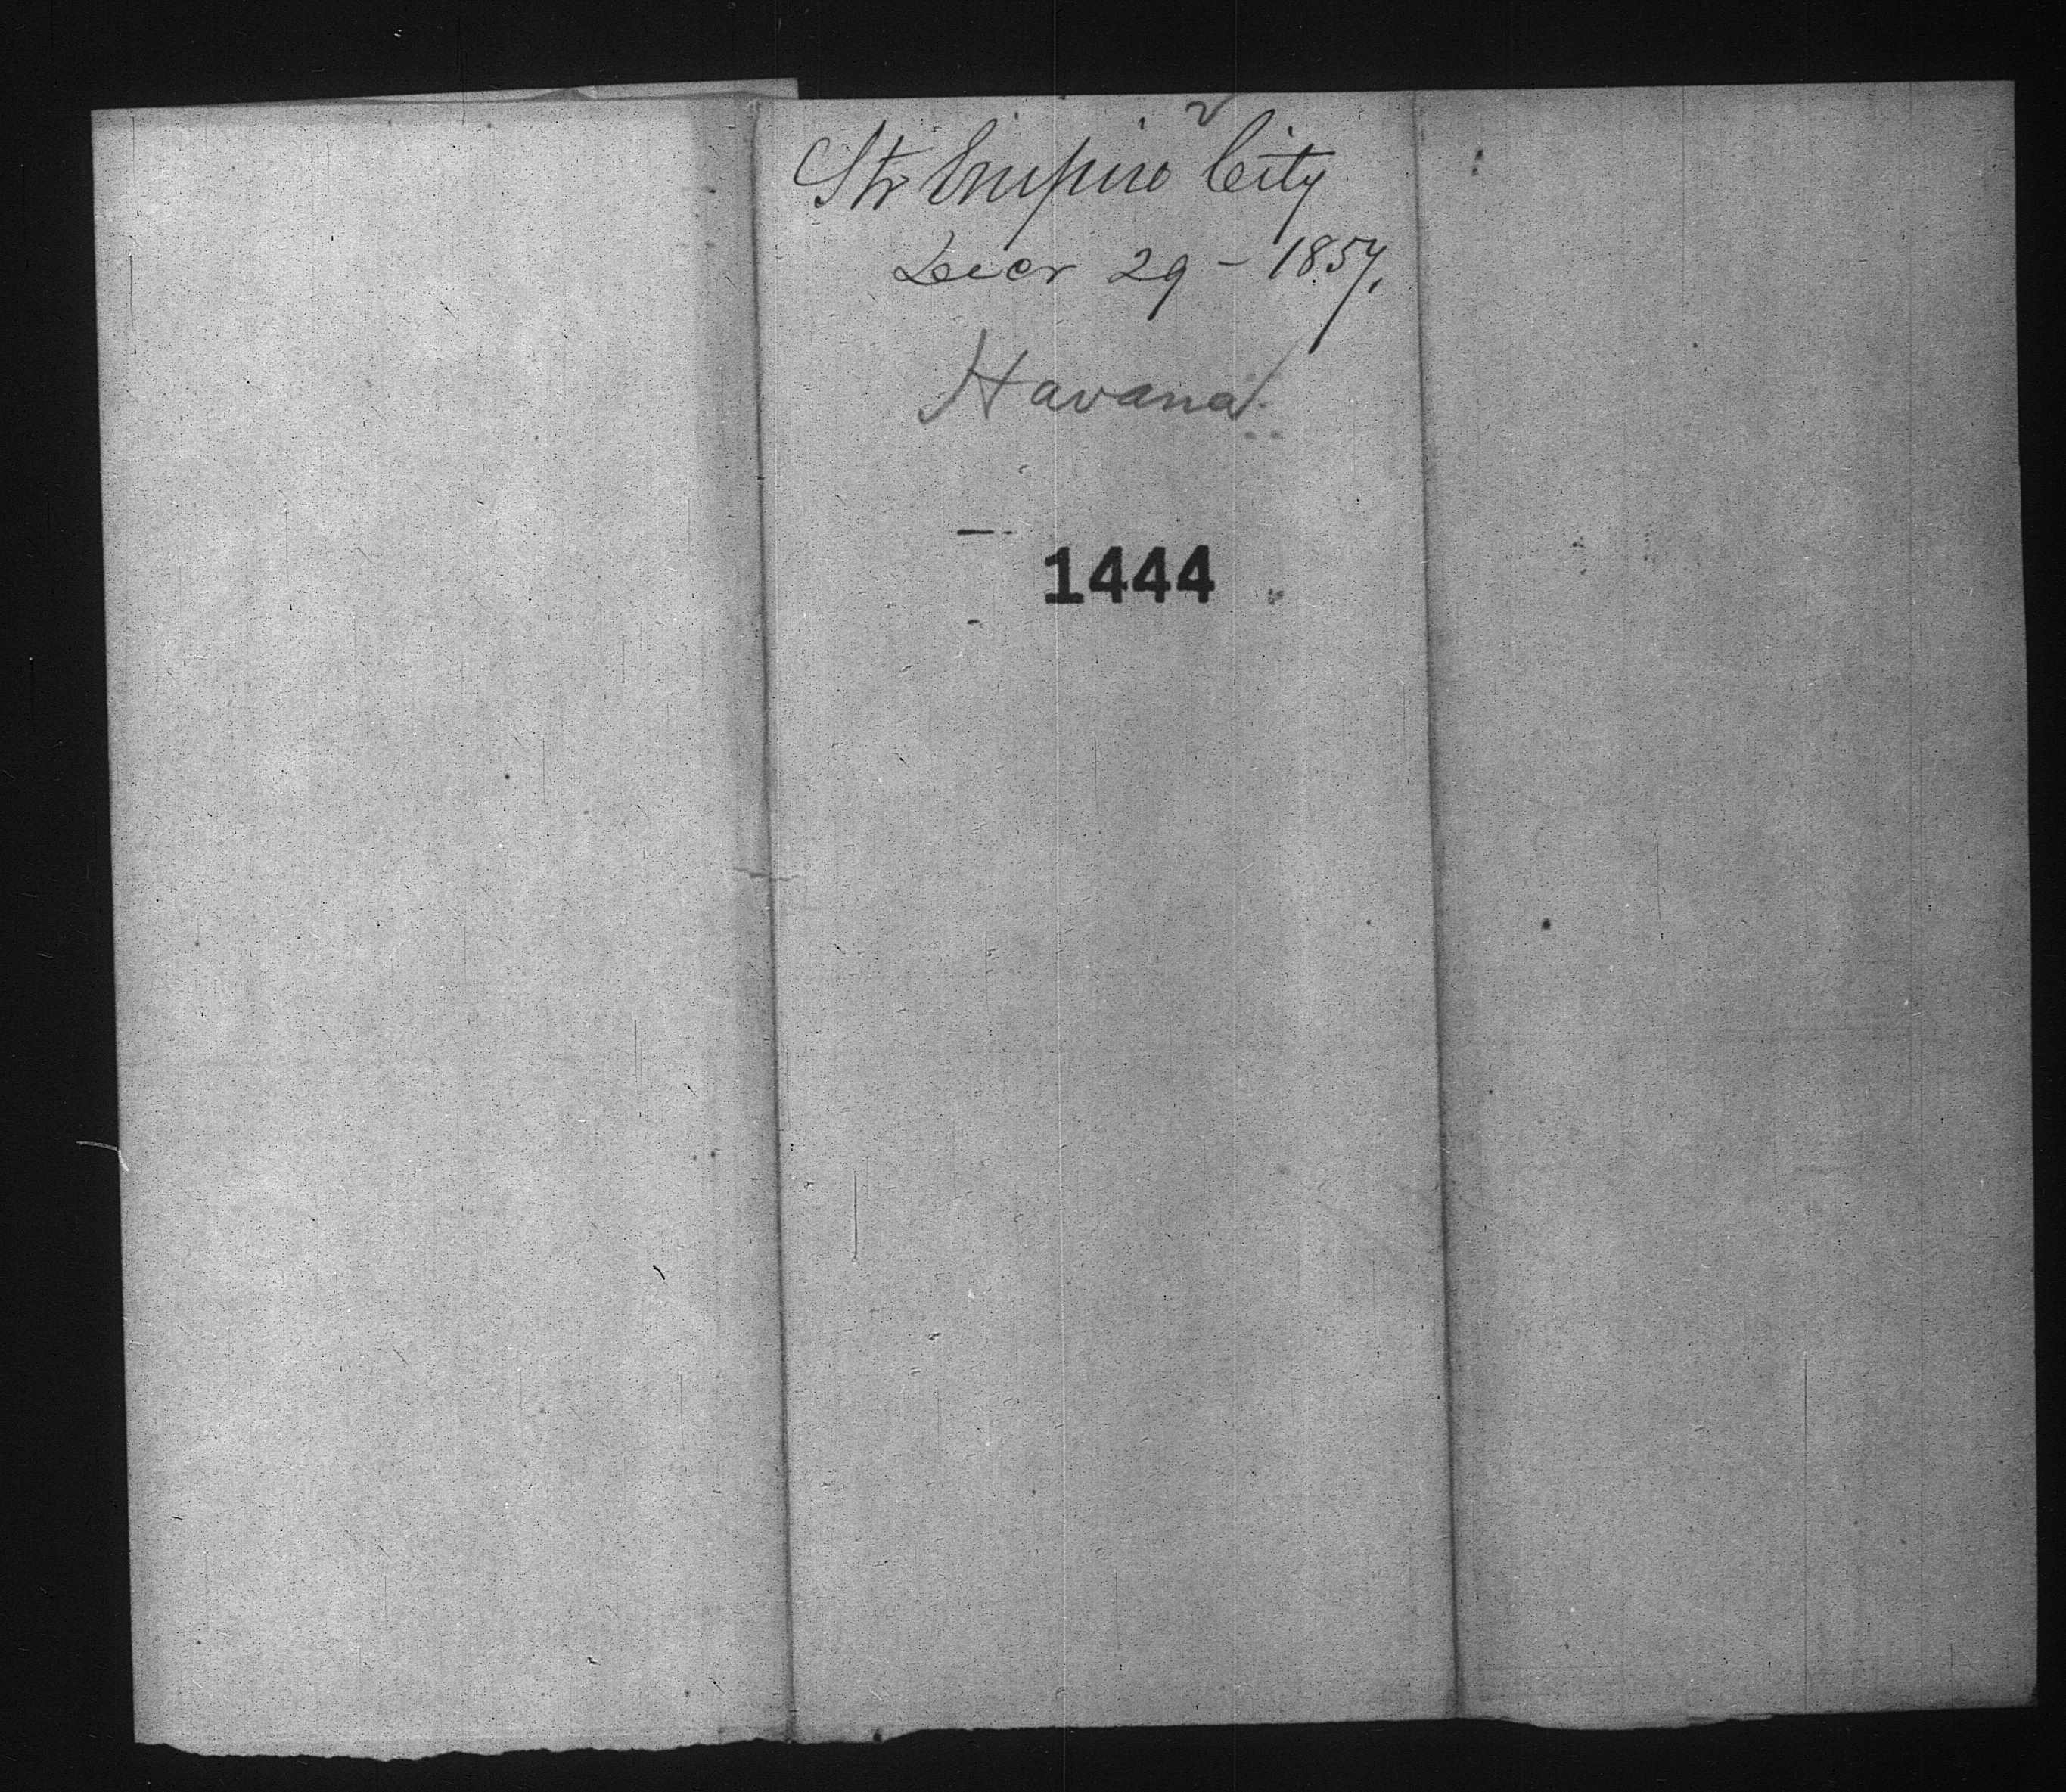 Str Empire City
Decr 29 - 1857.
Havana
1444